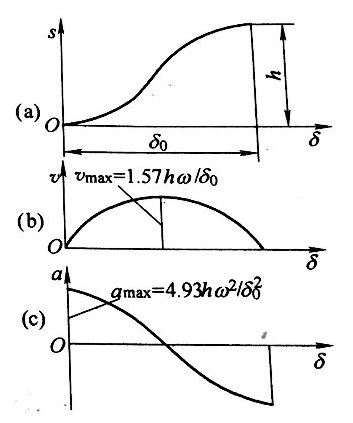 s
h
(a)
O
δ₀
δ
v
vmax=1.57hω/δ₀
(b)
O
δ
a
amax=4.93hω²/δ₀²
(c)
O
δ